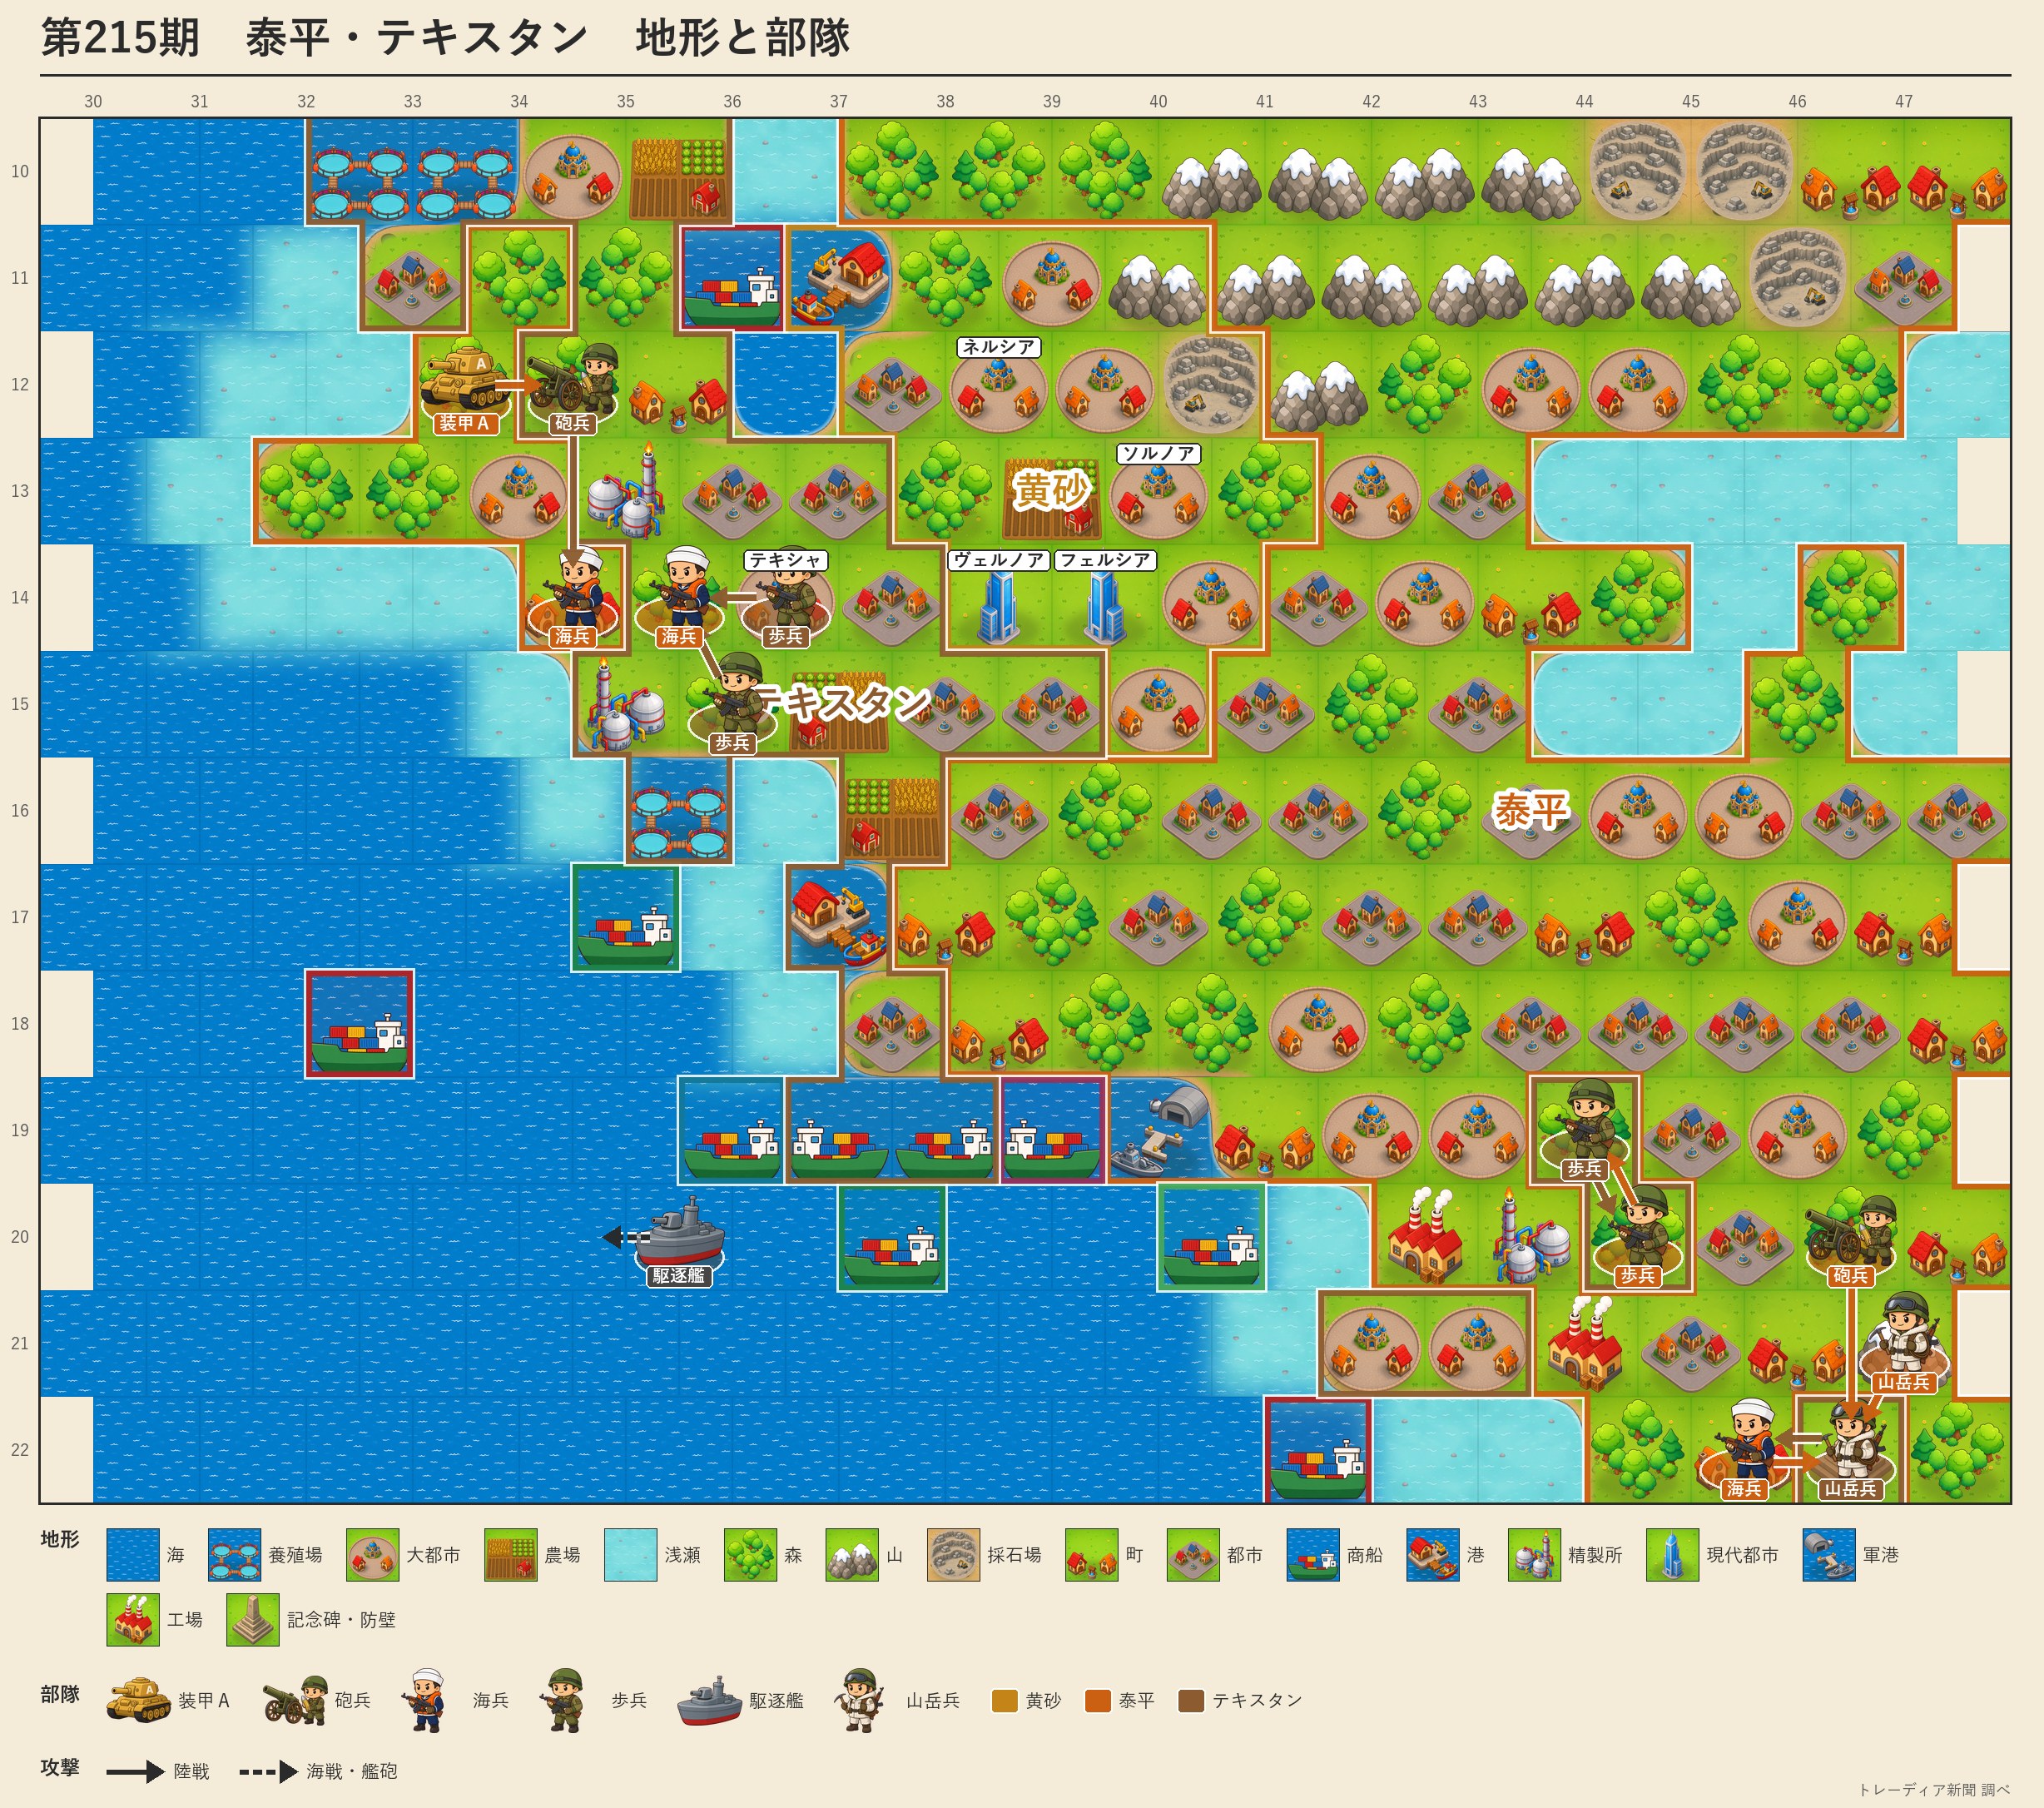 第215期 泰平・テキスタン 地形と部隊
30 31 32 33 34 35 36 37 38 39 40 41 42 43 44 45 46 47
10
11
12
ネルシア
装甲A 砲兵
13
ソルノア
黄砂
14
テキシャ ヴェルノア フェルシア
海兵 海兵 歩兵
15
テキスタン
歩兵
16
泰平
17
18
19
歩兵
20
駆逐艦 歩兵 砲兵
21
山岳兵
22
海兵 山岳兵
地形 海 養殖場 大都市 農場 浅瀬 森 山 採石場 町 都市 商船 港 精製所 現代都市 軍港
工場 記念碑・防壁
部隊 装甲A 砲兵 海兵 歩兵 駆逐艦 山岳兵 黄砂 泰平 テキスタン
攻撃 陸戦 海戦・艦砲
トレーディア新聞 調べ